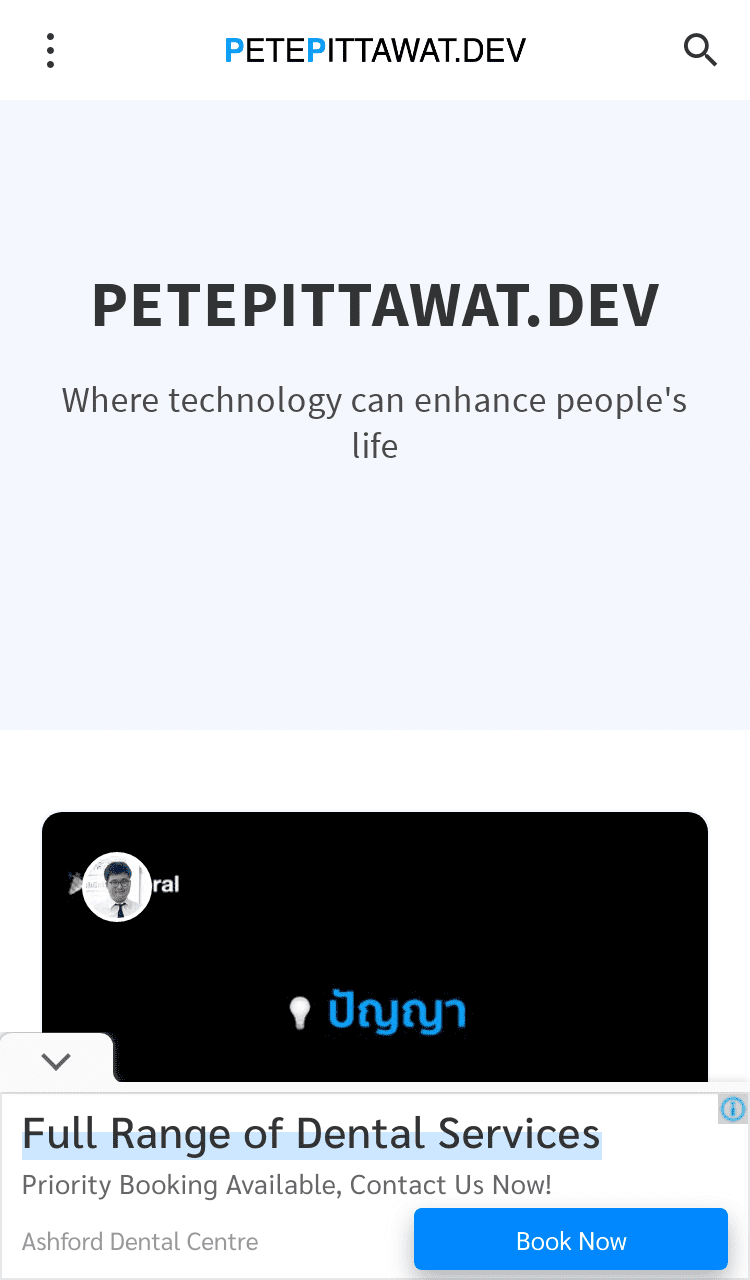 PETEPITTAWAT.DEV
PETEPITTAWAT.DEV
Where technology can enhance people's
life
ral
ปัญญา
Full Range of Dental Services
Priority Booking Available, Contact Us Now!
Ashford Dental Centre
Book Now